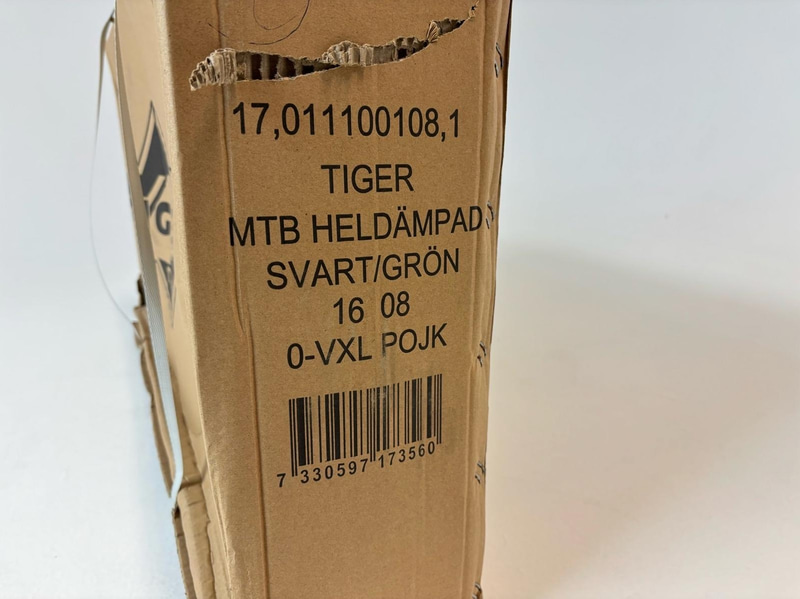 17,011100108,1
TIGER
MTB HELDÄMPAD
SVART/GRÖN
16 08
0-VXL POJK
7 330597 173560